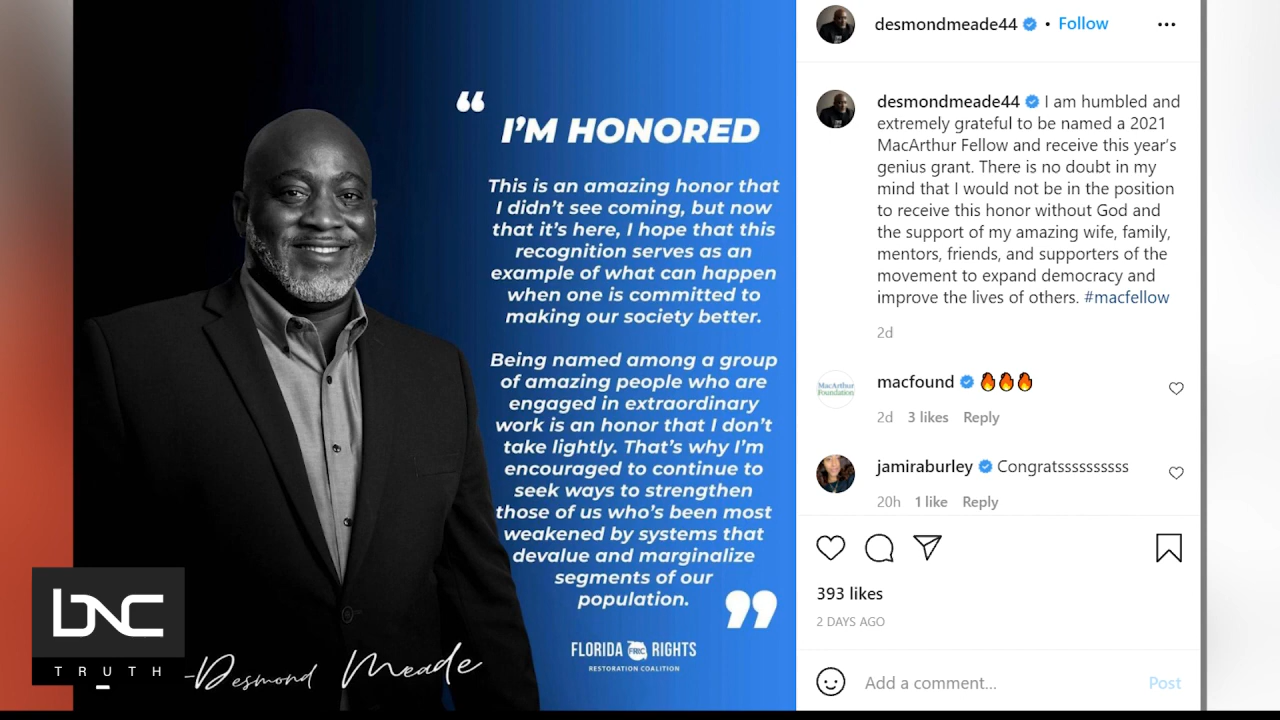 “
I’M HONORED
This is an amazing honor that
I didn’t see coming, but now
that it’s here, I hope that this
recognition serves as an
example of what can happen
when one is committed to
making our society better.
Being named among a group
of amazing people who are
engaged in extraordinary
work is an honor that I don’t
take lightly. That’s why I’m
encouraged to continue to
seek ways to strengthen
those of us who’s been most
weakened by systems that
devalue and marginalize
segments of our
population.
”
FLORIDA FRRC RIGHTS
RESTORATION COALITION
-Desmond Meade
BNC
TRUTH
desmondmeade44 • Follow
desmondmeade44 I am humbled and
extremely grateful to be named a 2021
MacArthur Fellow and receive this year’s
genius grant. There is no doubt in my
mind that I would not be in the position
to receive this honor without God and
the support of my amazing wife, family,
mentors, friends, and supporters of the
movement to expand democracy and
improve the lives of others. #macfellow
2d
MacArthur
Foundation
macfound 🔥🔥🔥
2d 3 likes Reply
jamiraburley Congratsssssssssss
20h 1 like Reply
393 likes
2 DAYS AGO
Add a comment... Post